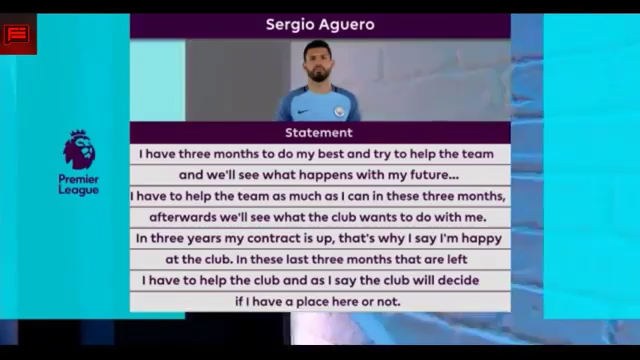 Sergio Aguero
Statement
I have three months to do my best and try to help the team
and we'll see what happens with my future...
I have to help the team as much as I can in these three months,
afterwards we'll see what the club wants to do with me.
In three years my contract is up, that's why I say I'm happy
at the club. In these last three months that are left
I have to help the club and as I say the club will decide
if I have a place here or not.
Premier
League